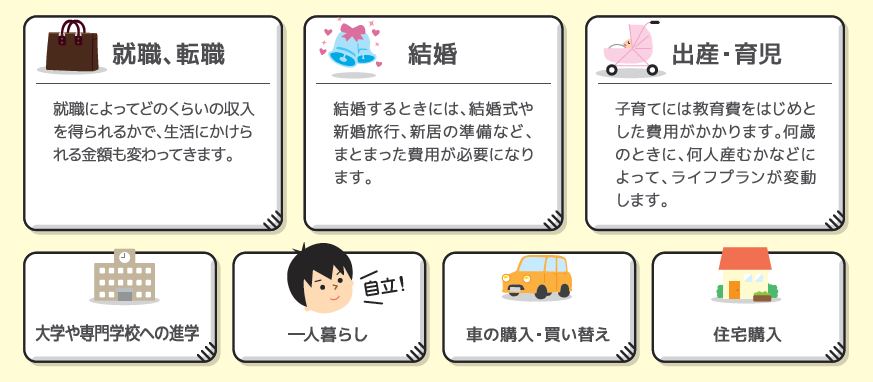 就職、転職
就職によってどのくらいの収入
を得られるかで、生活にかけら
れる金額も変わってきます。
結婚
結婚するときには、結婚式や
新婚旅行、新居の準備など、
まとまった費用が必要になり
ます。
出産・育児
子育てには教育費をはじめと
した費用がかかります。何歳
のときに、何人産むかなどに
よって、ライフプランが変動
します。
大学や専門学校への進学
自立!
一人暮らし
車の購入・買い替え
住宅購入